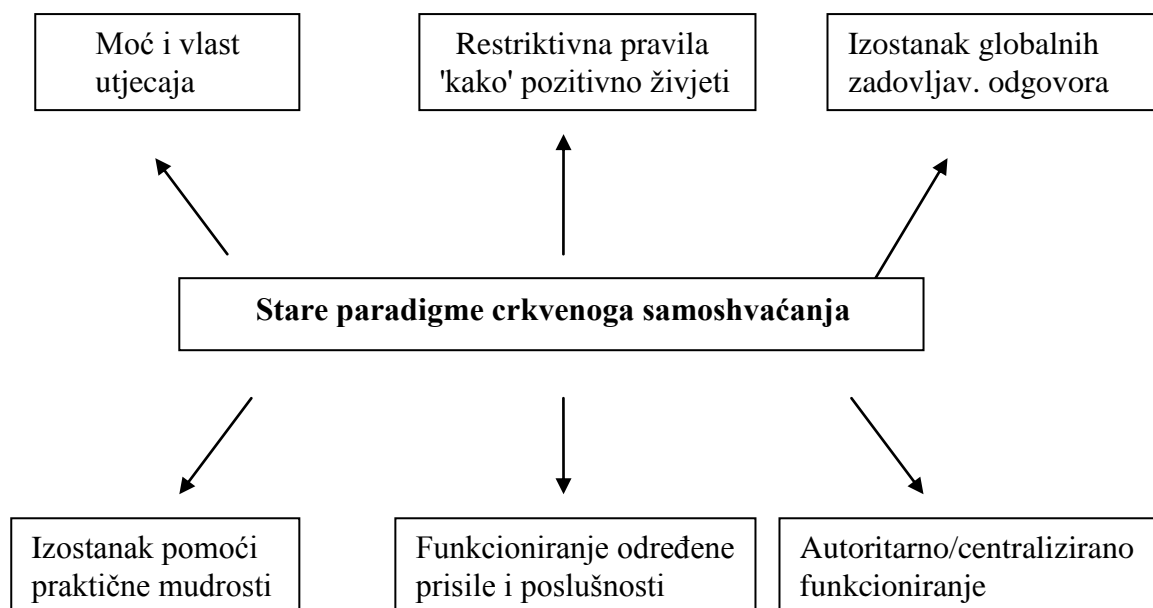 Moć i vlast
utjecaja
Restriktivna pravila
'kako' pozitivno živjeti
Izostanak globalnih
zadovljav. odgovora
Stare paradigme crkvenoga samoshvaćanja
Izostanak pomoći
praktične mudrosti
Funkcioniranje određene
prisile i poslušnosti
Autoritarno/centralizirano
funkcioniranje